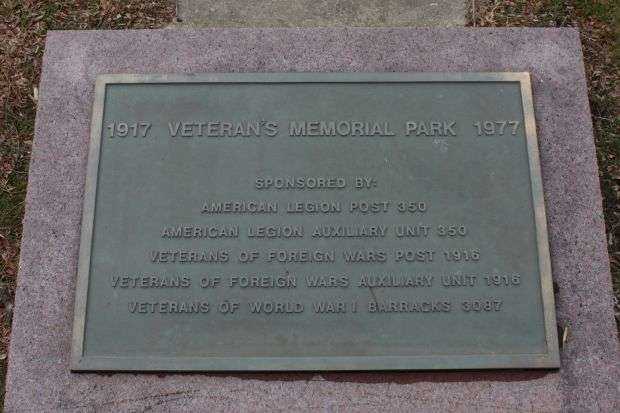 1917 VETERAN'S MEMORIAL PARK 1977
SPONSORED BY:
AMERICAN LEGION POST 350
AMERICAN LEGION AUXILIARY UNIT 350
VETERANS OF FOREIGN WARS POST 1916
VETERANS OF FOREIGN WARS AUXILIARY UNIT 1916
VETERANS OF WORLD WAR I BARRACKS 3087